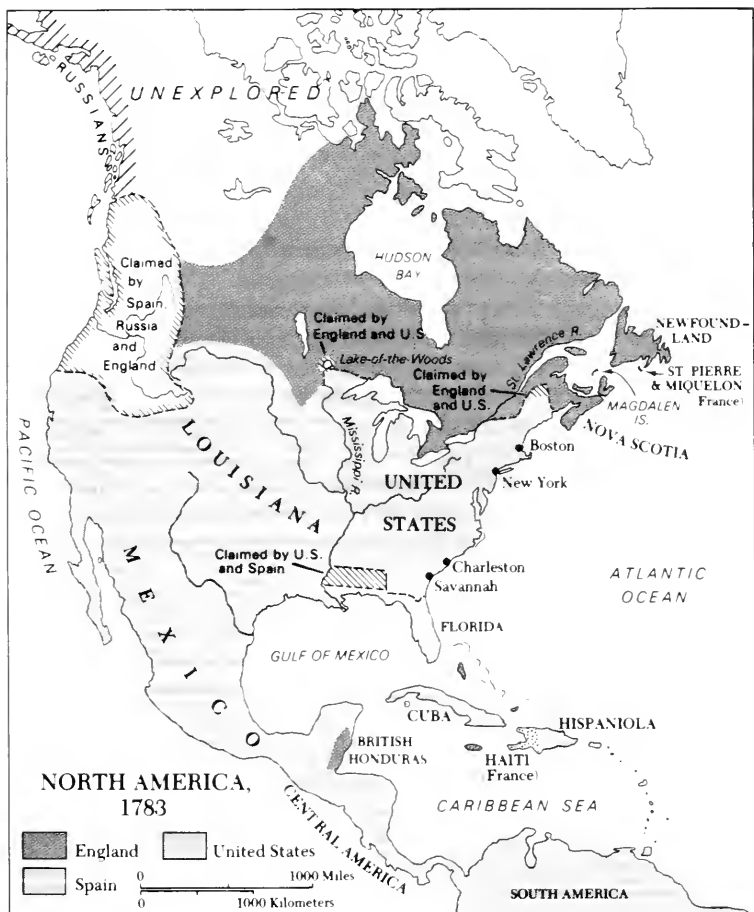 RUSSIANS
UNEXPLORED
Claimed
by
Spain
Russia
and
England
HUDSON
BAY
Claimed by
England and U.S.
Lake-of-the-Woods
St. Lawrence R.
Claimed by
England
and U.S.
NEWFOUND-
LAND
ST PIERRE
& MIQUELON
France)
MAGDALEN
IS.
NOVA SCOTIA
Boston
New York
Mississippi R.
UNITED
STATES
LOUISIANA
PACIFIC OCEAN
MEXICO
Claimed by U.S.
and Spain
Charleston
Savannah
ATLANTIC
OCEAN
FLORIDA
GULF OF MEXICO
CUBA
HISPANIOLA
BRITISH
HONDURAS
HAITI
(France)
CARIBBEAN SEA
CENTRAL AMERICA
SOUTH AMERICA
NORTH AMERICA,
1783
England
United States
Spain
0 1000 Miles
0 1000 Kilometers